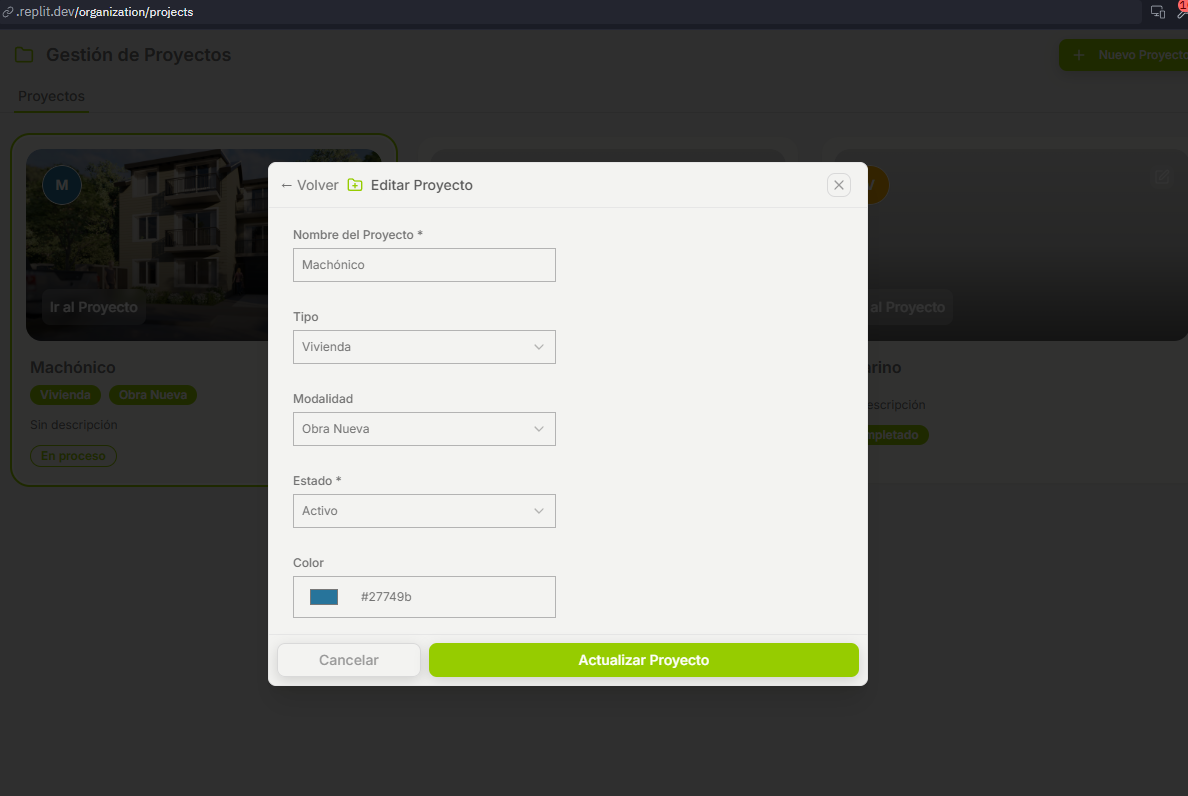 .replit.dev/organization/projects
Gestión de Proyectos
+ Nuevo Proyecto
Proyectos
M
Ir al Proyecto
al Proyecto
Machónico
Vivienda Obra Nueva
Sin descripción
En proceso
← Volver Editar Proyecto
Nombre del Proyecto *
Machónico
Tipo
Vivienda
Modalidad
Obra Nueva
Estado *
Activo
Color
#27749b
Cancelar Actualizar Proyecto
arino
escripción
mpletado